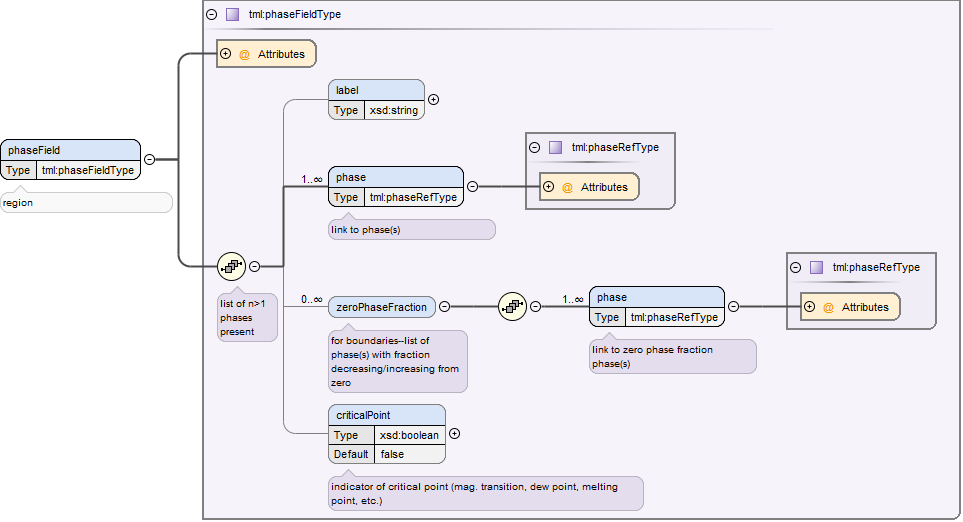 tml:phaseFieldType
@ Attributes
label
Type xsd:string
phaseField
Type tml:phaseFieldType
region
1..∞
phase
Type tml:phaseRefType
link to phase(s)
tml:phaseRefType
@ Attributes
list of n>1
phases
present
0..∞
zeroPhaseFraction
for boundaries--list of
phase(s) with fraction
decreasing/increasing from
zero
1..∞
phase
Type tml:phaseRefType
link to zero phase fraction
phase(s)
tml:phaseRefType
@ Attributes
criticalPoint
Type xsd:boolean
Default false
indicator of critical point (mag. transition, dew point, melting
point, etc.)